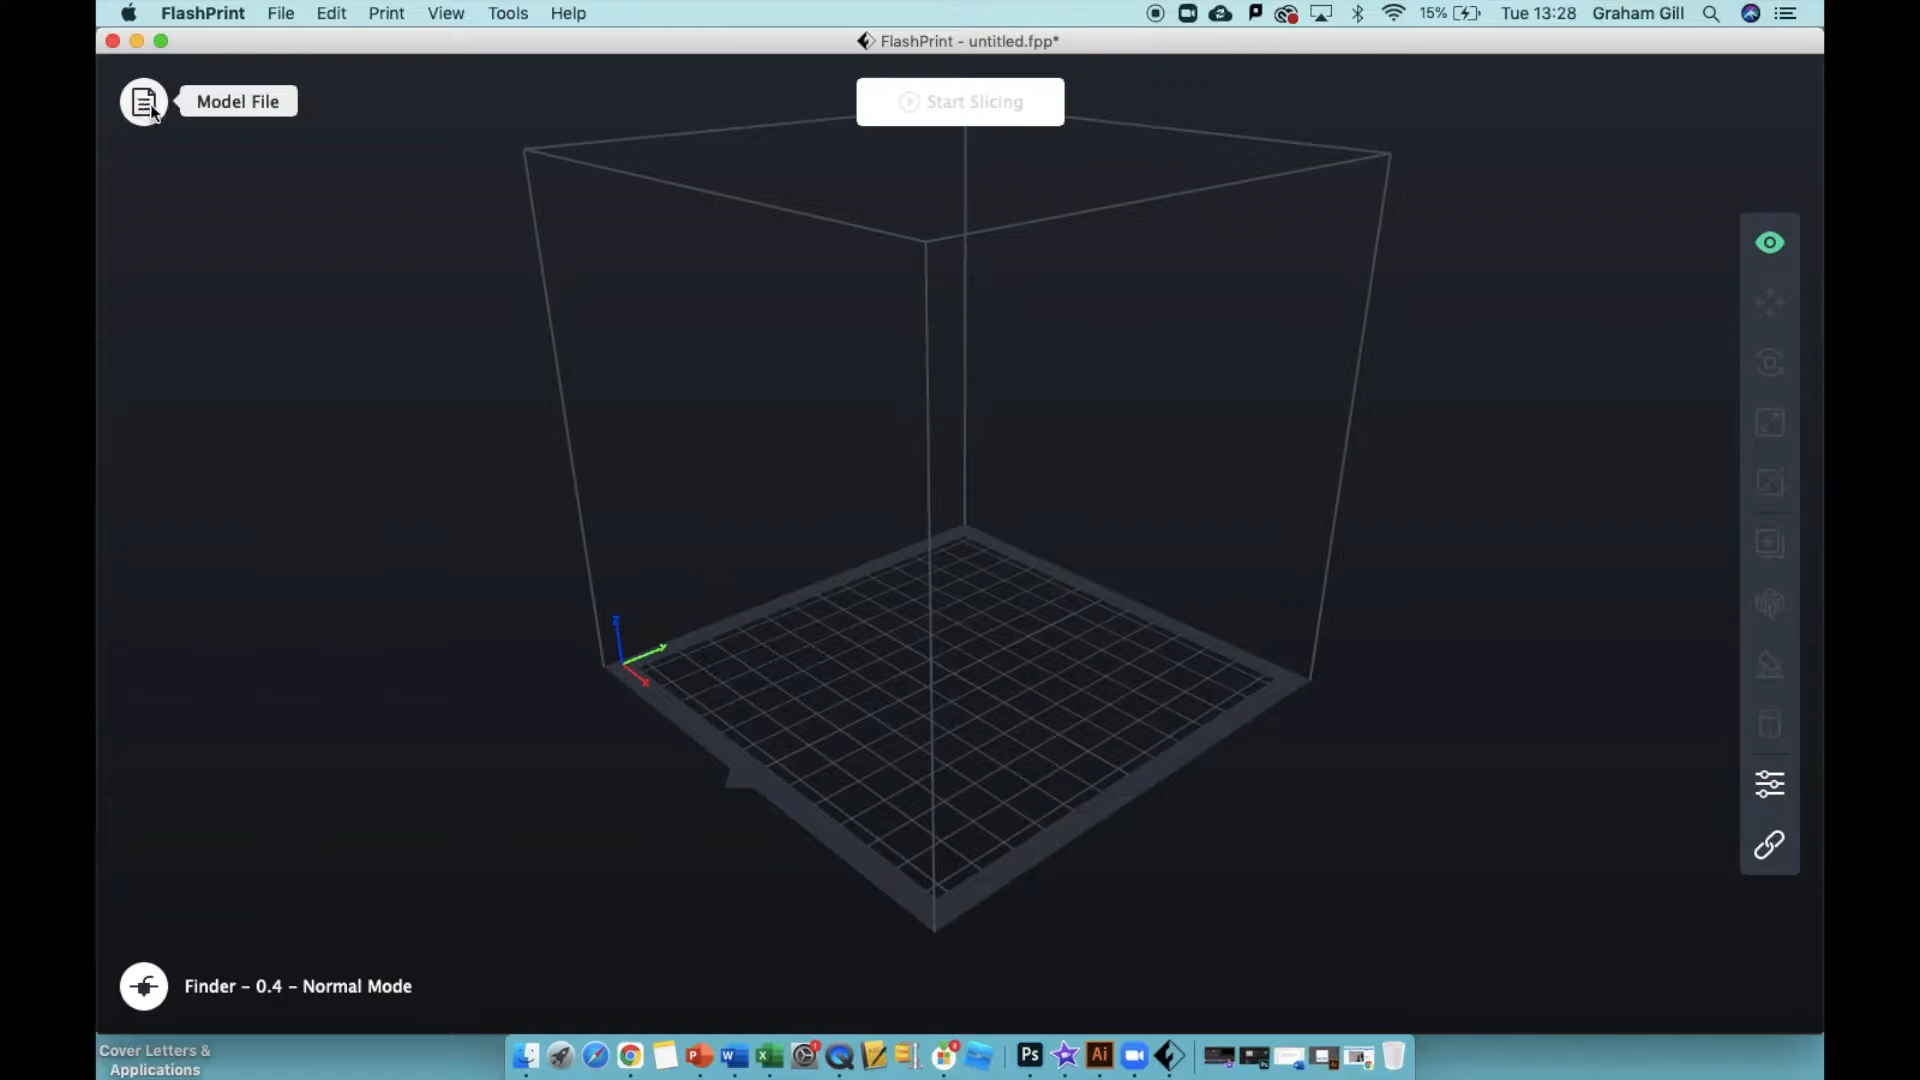 FlashPrint File Edit Print View Tools Help 15% Tue 13:28 Graham Gill
FlashPrint - untitled.fpp*
Model File
Start Slicing
Z
Y
X
Finder - 0.4 - Normal Mode
Cover Letters &
Applications
P W X Ps Ai